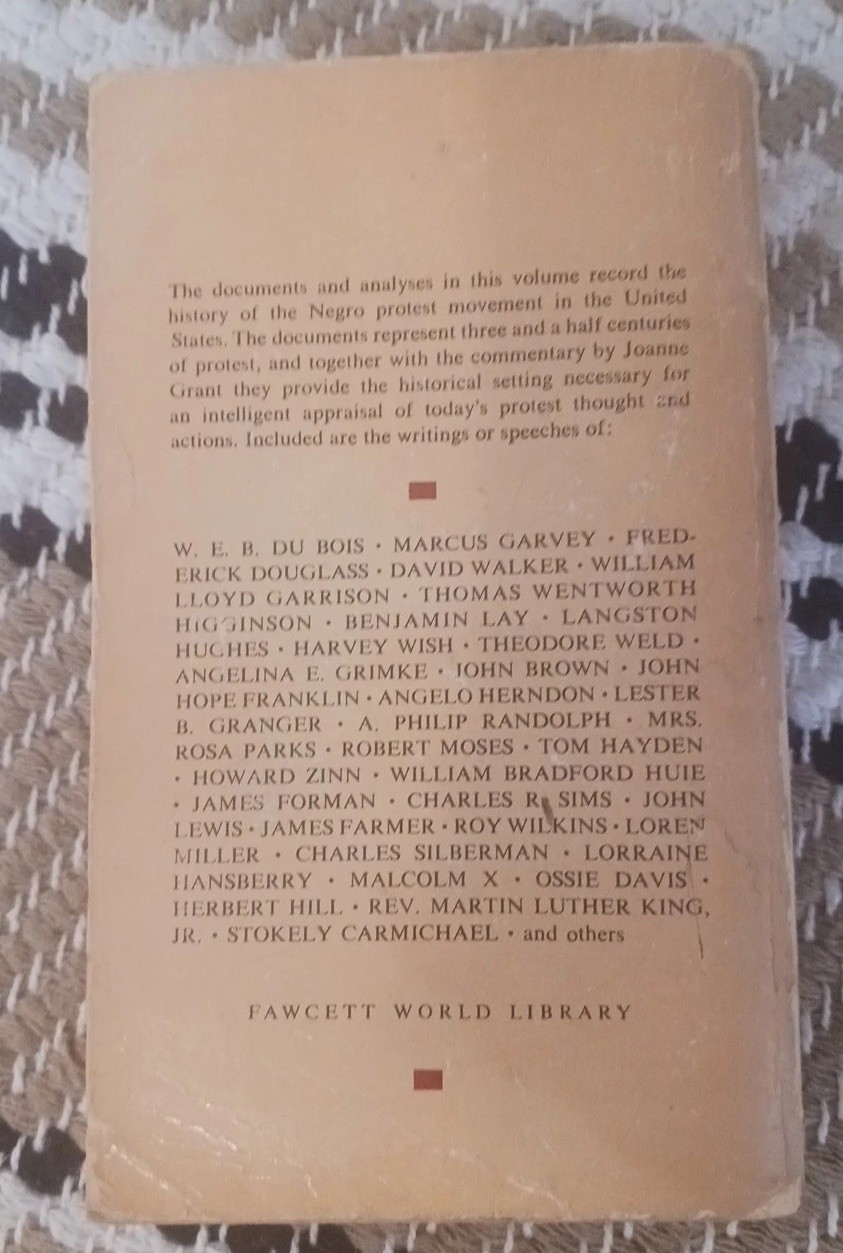 The documents and analyses in this volume record the
history of the Negro protest movement in the United
States. The documents represent three and a half centuries
of protest, and together with the commentary by Joanne
Grant they provide the historical setting necessary for
an intelligent appraisal of today's protest thought and
actions. Included are the writings or speeches of:
W. E. B. DU BOIS • MARCUS GARVEY • FRED-
ERICK DOUGLASS • DAVID WALKER • WILLIAM
LLOYD GARRISON • THOMAS WENTWORTH
HIGGINSON • BENJAMIN LAY • LANGSTON
HUGHES • HARVEY WISH • THEODORE WELD •
ANGELINA E. GRIMKE • JOHN BROWN • JOHN
HOPE FRANKLIN • ANGELO HERNDON • LESTER
B. GRANGER • A. PHILIP RANDOLPH • MRS.
ROSA PARKS • ROBERT MOSES • TOM HAYDEN
• HOWARD ZINN • WILLIAM BRADFORD HUIE
• JAMES FORMAN • CHARLES R. SIMS • JOHN
LEWIS • JAMES FARMER • ROY WILKINS • LOREN
MILLER • CHARLES SILBERMAN • LORRAINE
HANSBERRY • MALCOLM X • OSSIE DAVIS •
HERBERT HILL • REV. MARTIN LUTHER KING,
JR. • STOKELY CARMICHAEL • and others
FAWCETT WORLD LIBRARY